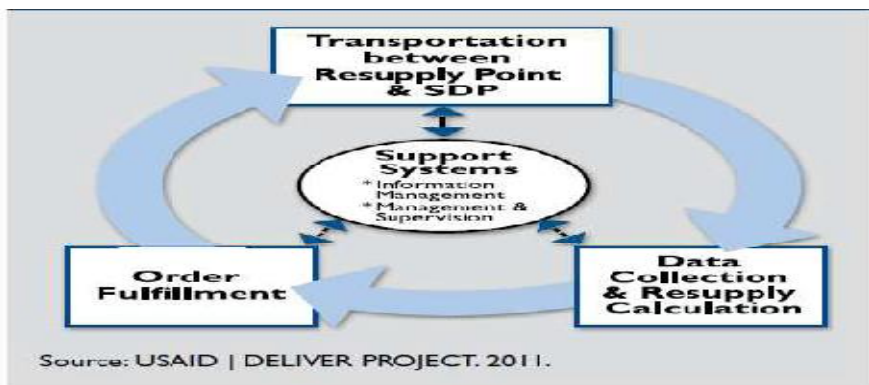 Transportation
between
Resupply Point
& SDP
Support
Systems
* Information
Management
* Management &
Supervision
Order
Fulfillment
Data
Collection
& Resupply
Calculation
Source: USAID | DELIVER PROJECT. 2011.